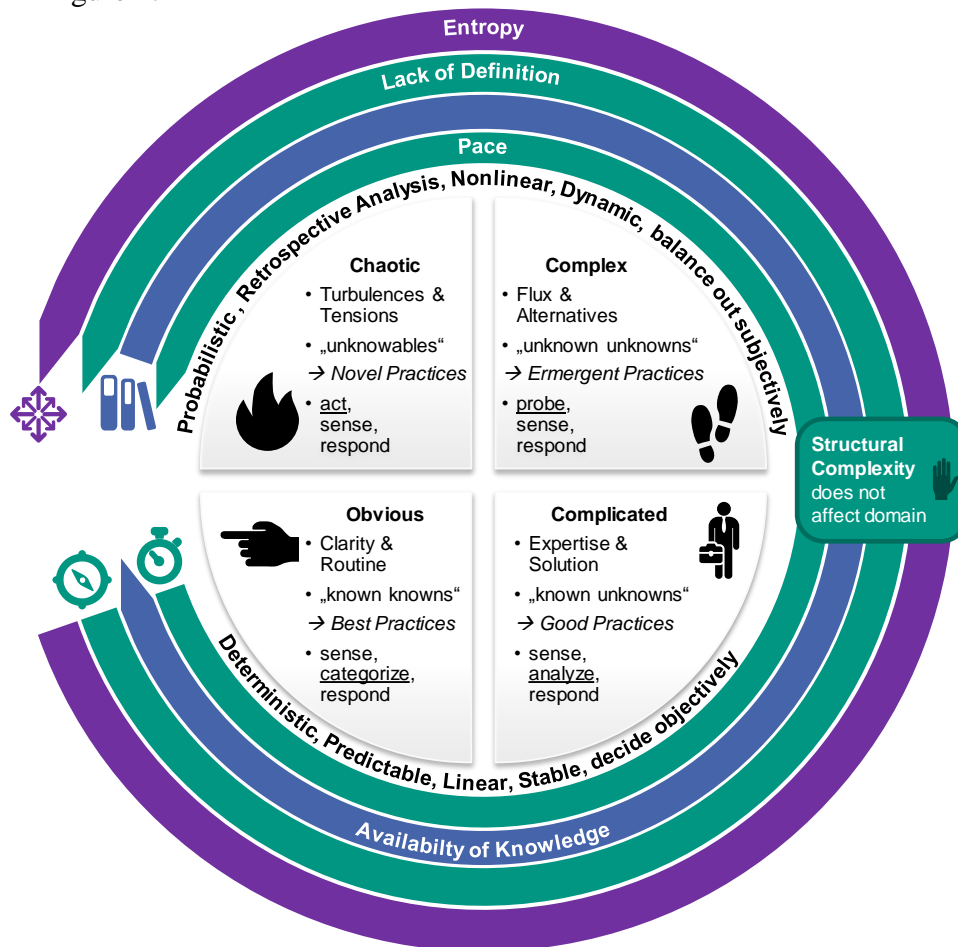 Entropy
Lack of Definition
Pace
Probabilistic, Retrospective Analysis, Nonlinear, Dynamic, balance out subjectively
Chaotic
• Turbulences &
Tensions
• „unknowables“
→ Novel Practices
• act,
sense,
respond
Complex
• Flux &
Alternatives
• „unknown unknowns“
→ Ermergent Practices
• probe,
sense,
respond
Structural
Complexity
does not
affect domain
Obvious
• Clarity &
Routine
• „known knowns“
→ Best Practices
• sense,
categorize,
respond
Complicated
• Expertise &
Solution
• „known unknowns“
→ Good Practices
• sense,
analyze,
respond
Deterministic, Predictable, Linear, Stable, decide objectively
Availabilty of Knowledge